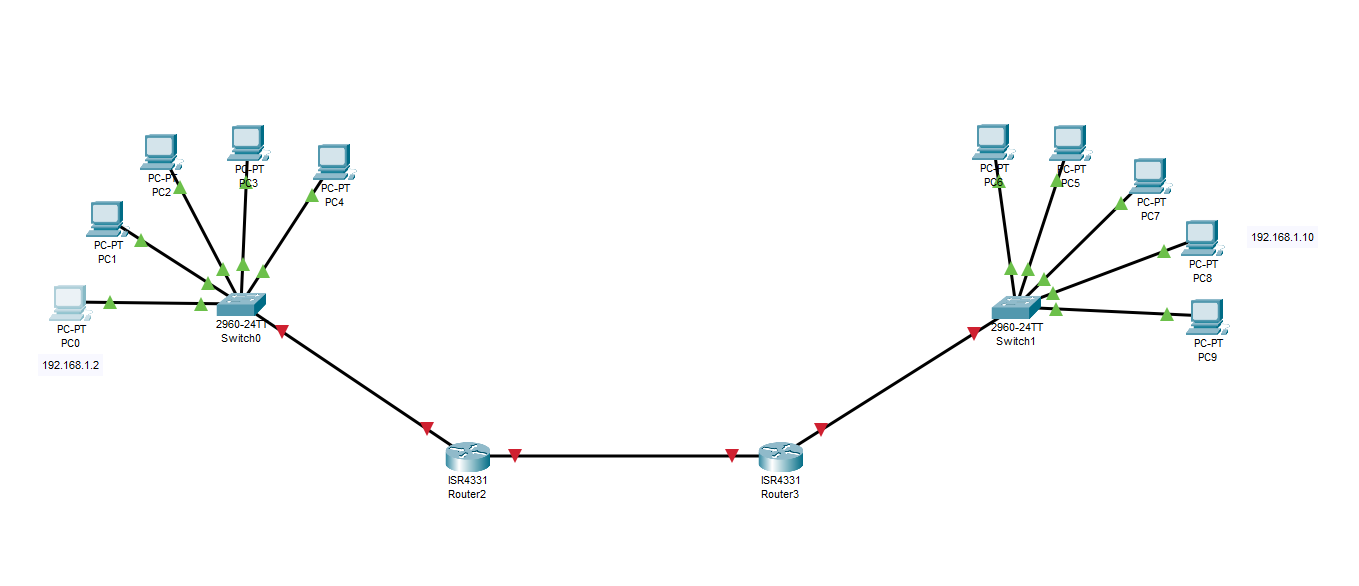 PC-PT
PC2
PC-PT
PC3
PC-PT
PC4
PC-PT
PC1
PC-PT
PC0
192.168.1.2
2960-24TT
Switch0
ISR4331
Router2
ISR4331
Router3
2960-24TT
Switch1
PC-PT
PC6
PC-PT
PC5
PC-PT
PC7
PC-PT
PC8
192.168.1.10
PC-PT
PC9